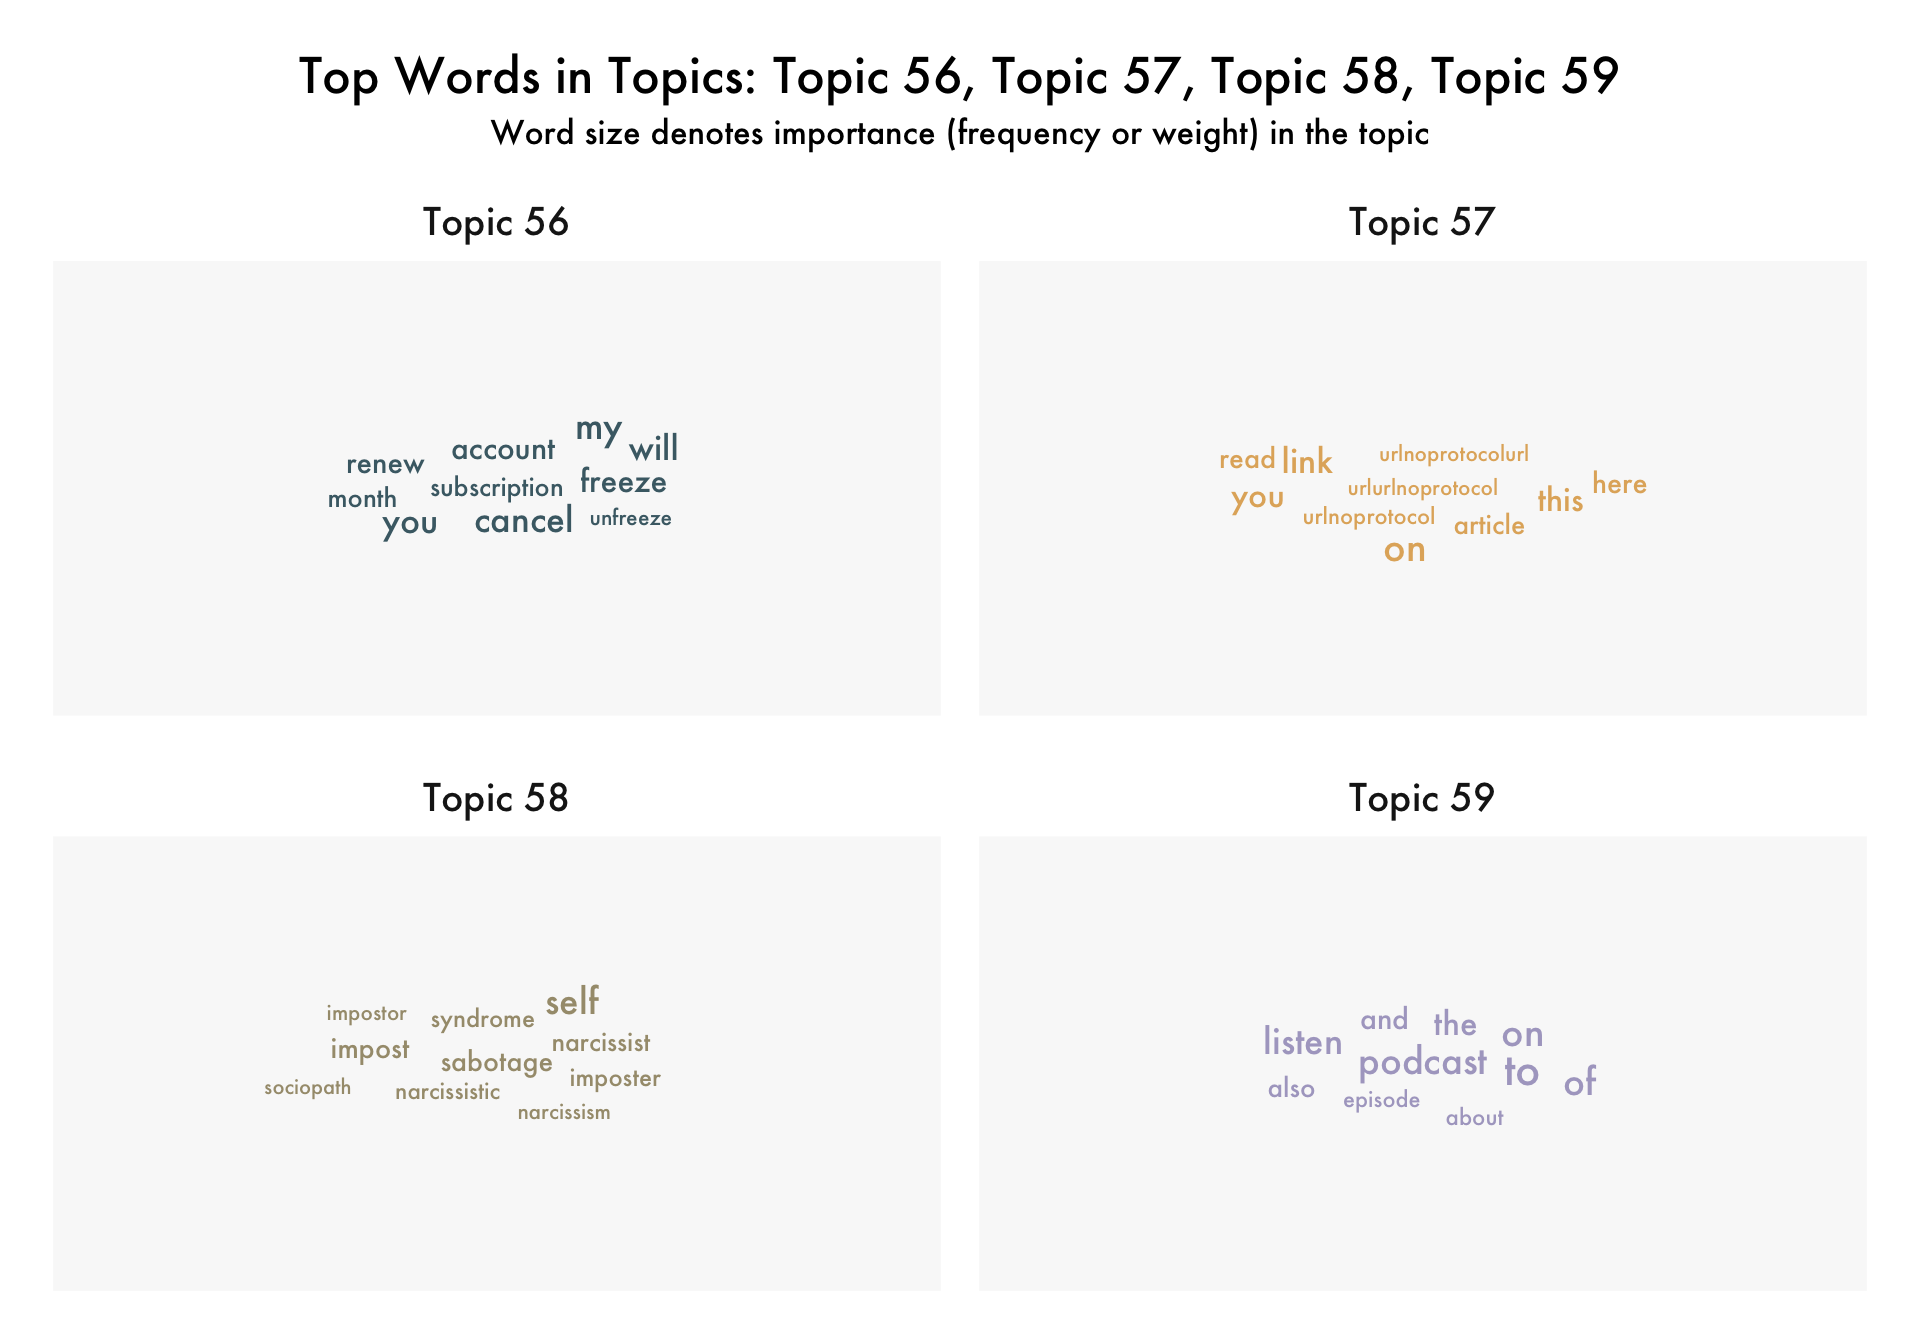 Top Words in Topics: Topic 56, Topic 57, Topic 58, Topic 59
Word size denotes importance (frequency or weight) in the topic
Topic 56
my
will
account
renew
freeze
subscription
month
you
cancel
unfreeze
Topic 57
read
link
urlnoprotocolurl
here
urlurlnoprotocol
you
this
urlnoprotocol
article
on
Topic 58
self
impostor
syndrome
narcissist
impost
sabotage
imposter
sociopath
narcissistic
narcissism
Topic 59
and
the
on
listen
podcast
to
of
also
episode
about